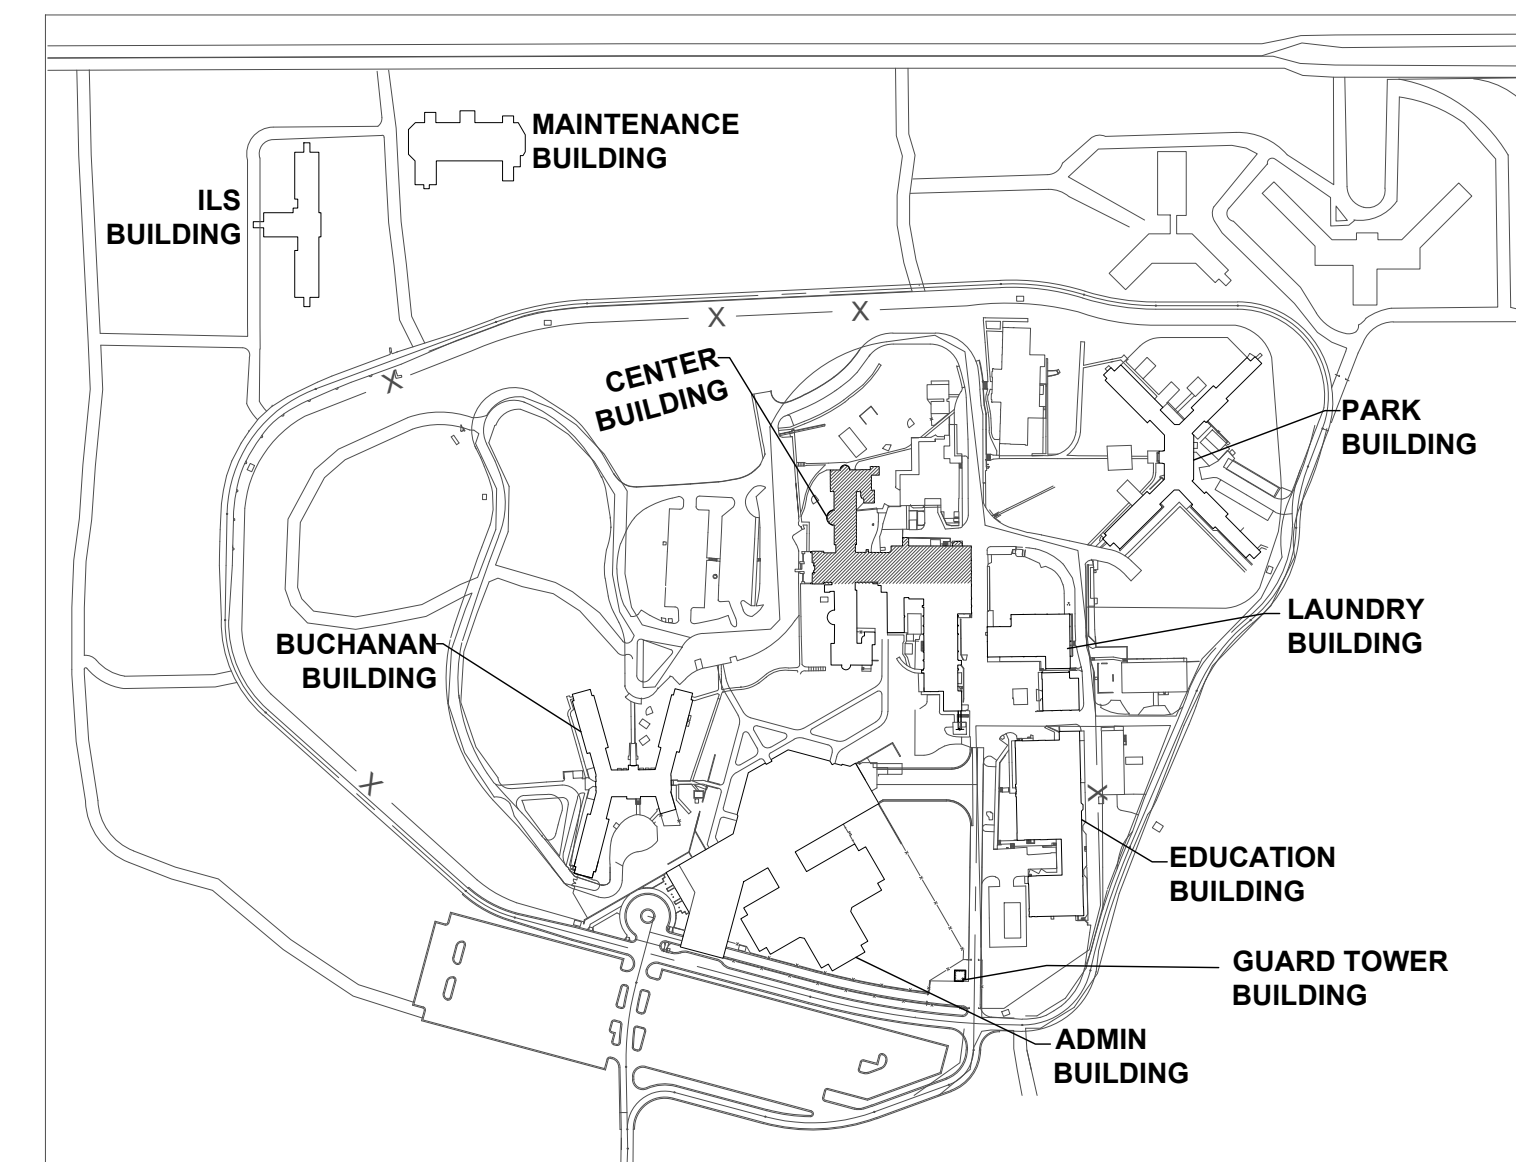 MAINTENANCE
BUILDING
ILS
BUILDING
X
X
X
CENTER
BUILDING
PARK
BUILDING
LAUNDRY
BUILDING
BUCHANAN
BUILDING
X
X
EDUCATION
BUILDING
GUARD TOWER
BUILDING
ADMIN
BUILDING